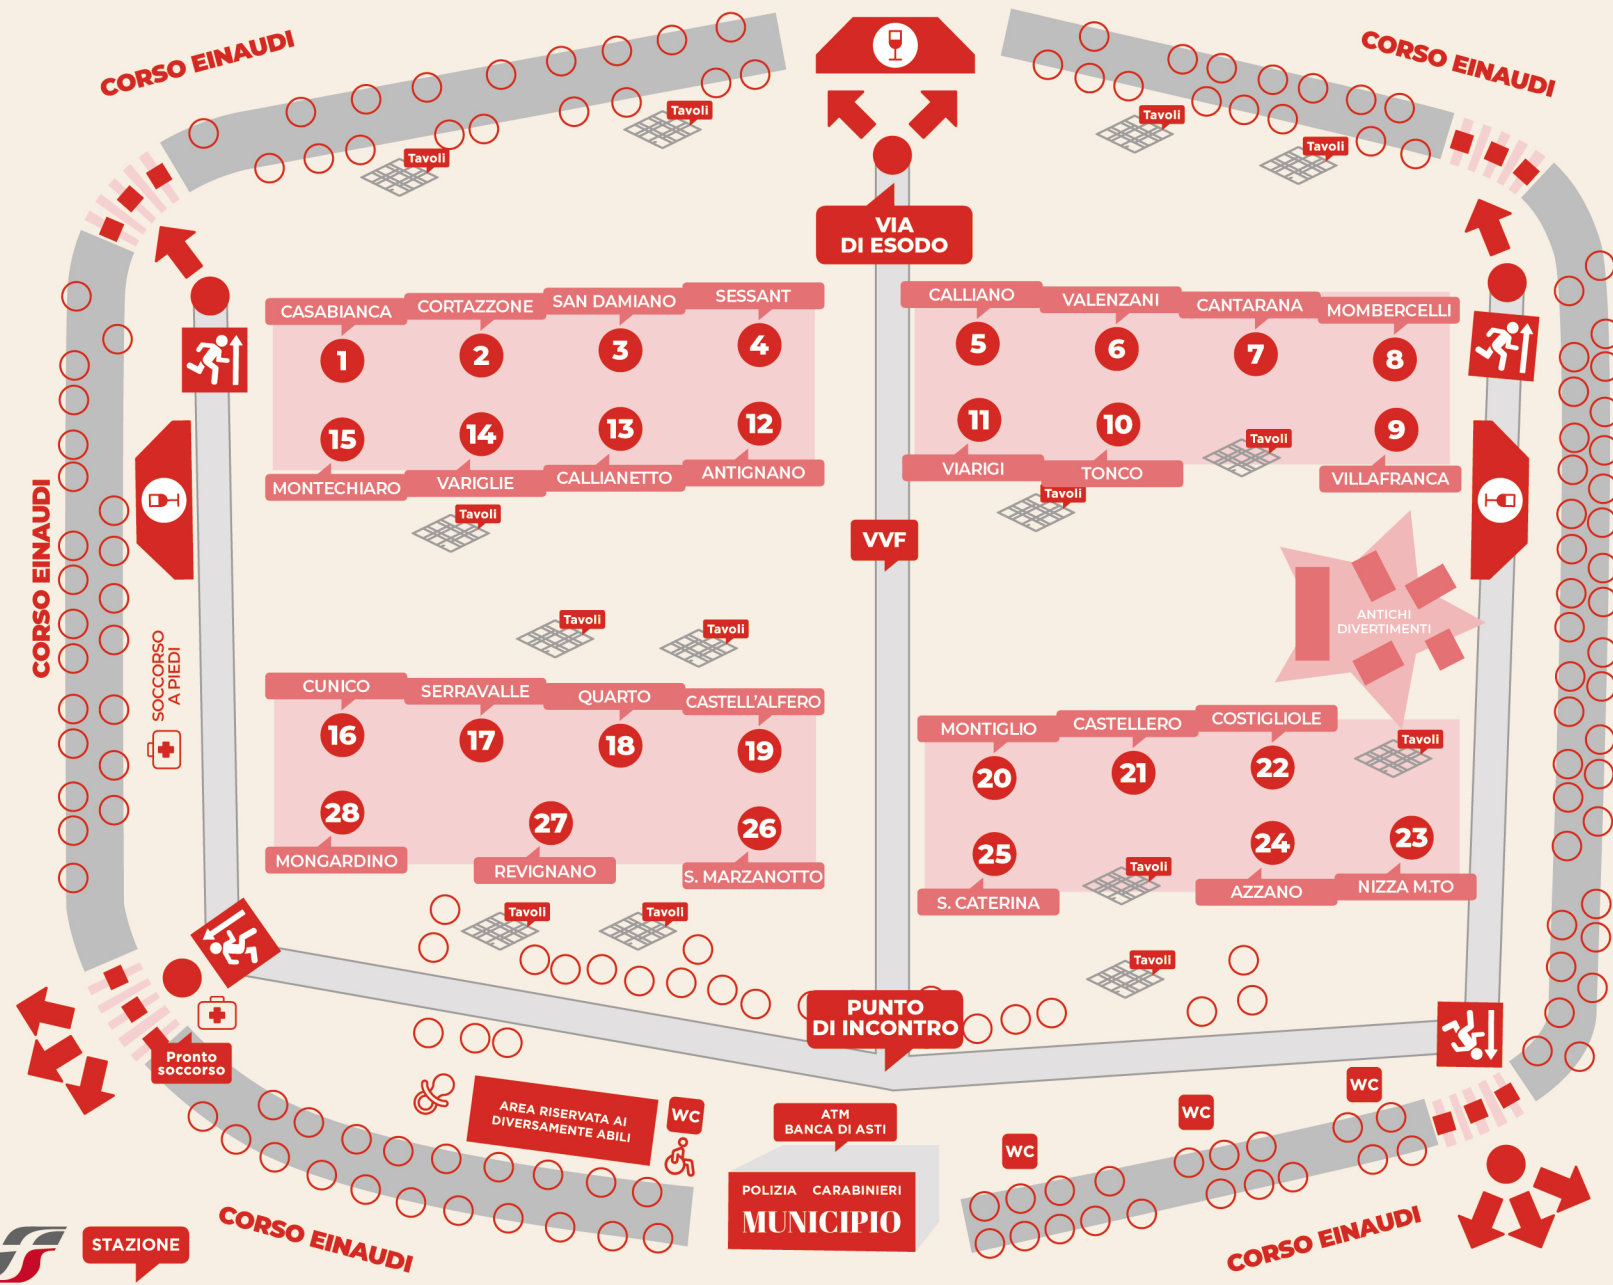 CORSO EINAUDI
CORSO EINAUDI
Tavoli
Tavoli
Tavoli
Tavoli
VIA
DI ESODO
CASABIANCA
CORTAZZONE
SAN DAMIANO
SESSANT
CALLIANO
VALENZANI
CANTARANA
MOMBERCELLI
1
2
3
4
5
6
7
8
15
14
13
12
11
10
9
Tavoli
MONTECHIARO
VARIGLIE
CALLIANETTO
ANTIGNANO
VIARIGI
TONCO
VILLAFRANCA
Tavoli
Tavoli
VVF
CORSO EINAUDI
ANTICHI
DIVERTIMENTI
Tavoli
Tavoli
SOCCORSO
A PIEDI
CUNICO
SERRAVALLE
QUARTO
CASTELL'ALFERO
MONTIGLIO
CASTELLERO
COSTIGLIOLE
Tavoli
16
17
18
19
20
21
22
28
27
26
25
24
23
MONGARDINO
REVIGNANO
S. MARZANOTTO
Tavoli
S. CATERINA
AZZANO
NIZZA M.TO
Tavoli
Tavoli
Tavoli
PUNTO
DI INCONTRO
Pronto
soccorso
AREA RISERVATA AI
DIVERSAMENTE ABILI
WC
ATM
BANCA DI ASTI
WC
WC
WC
POLIZIA CARABINIERI
MUNICIPIO
CORSO EINAUDI
CORSO EINAUDI
STAZIONE